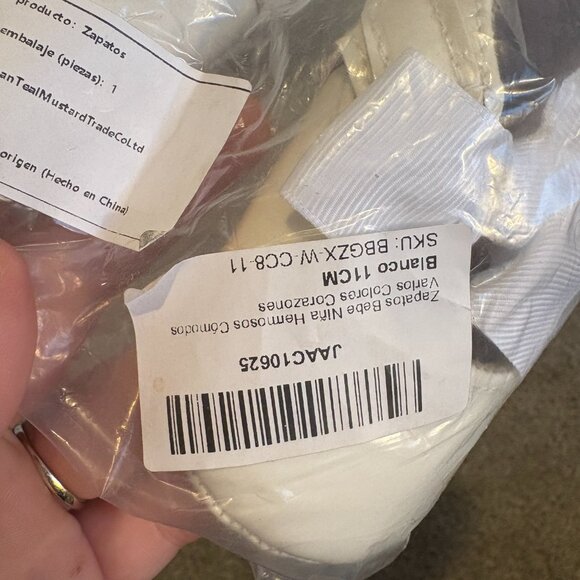 producto: Zapatos
embalaje (piezas): 1
anTealMustardTradeCoLtd
origen (Hecho en China)
JAAC10625
Zapatos Bebe Niña Hermosos Cómodos
Varios Colores Corazones
Blanco 11CM
SKU: BBGZX-W-CC8-11